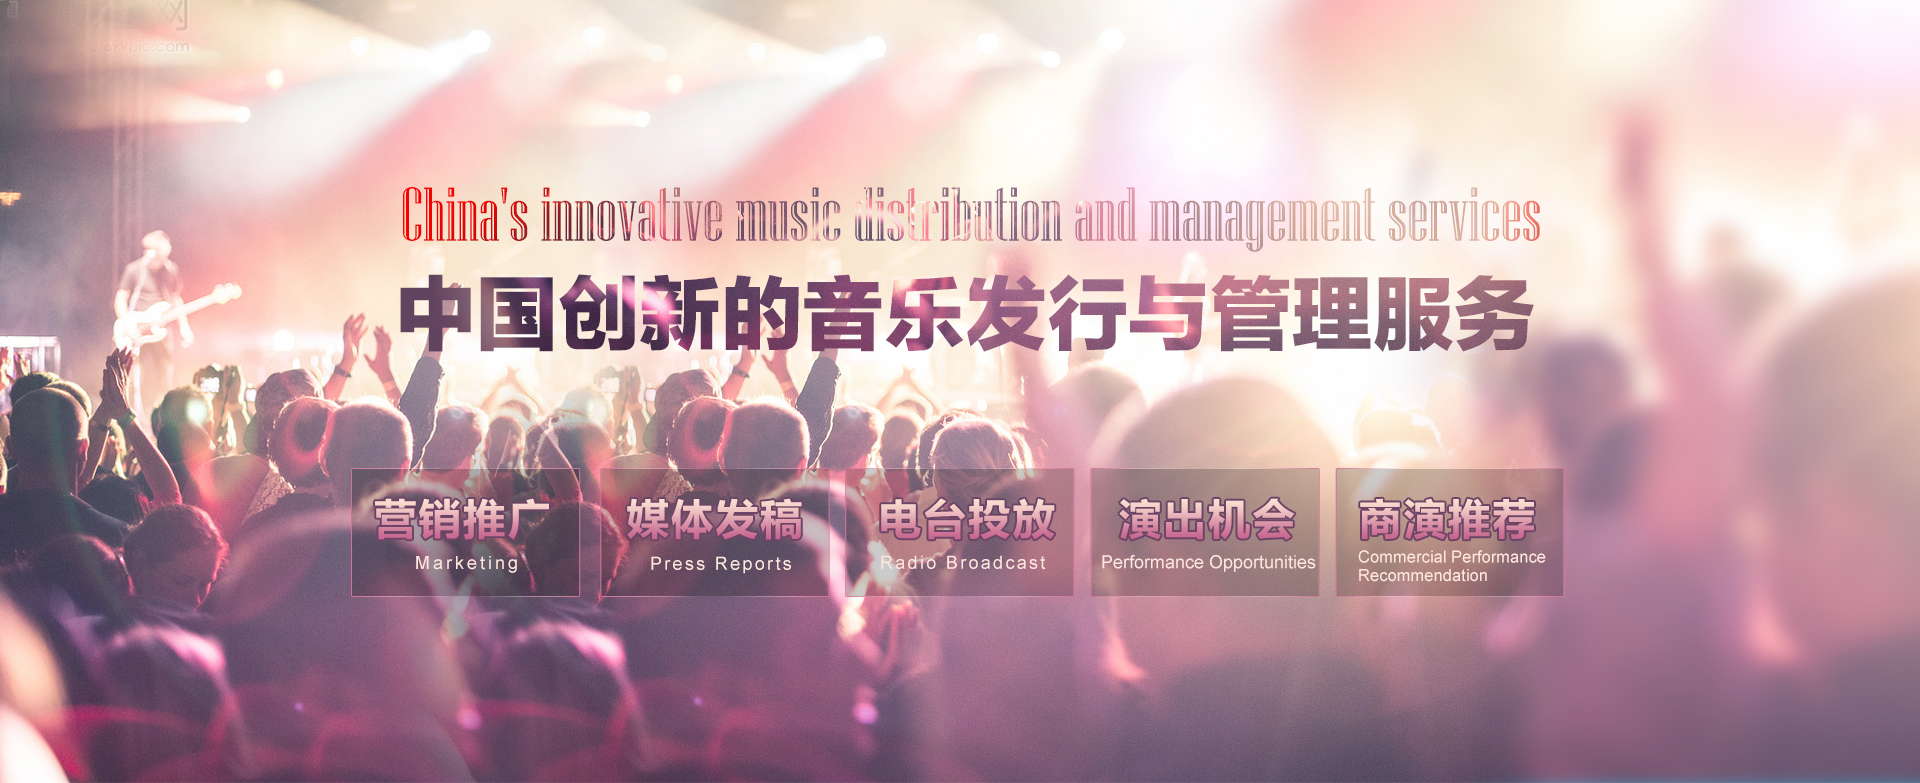 China's innovative music distribution and management services
中国创新的音乐发行与管理服务
营销推广
Marketing
媒体发稿
Press Reports
电台投放
Radio Broadcast
演出机会
Performance Opportunities
商演推荐
Commercial Performance
Recommendation